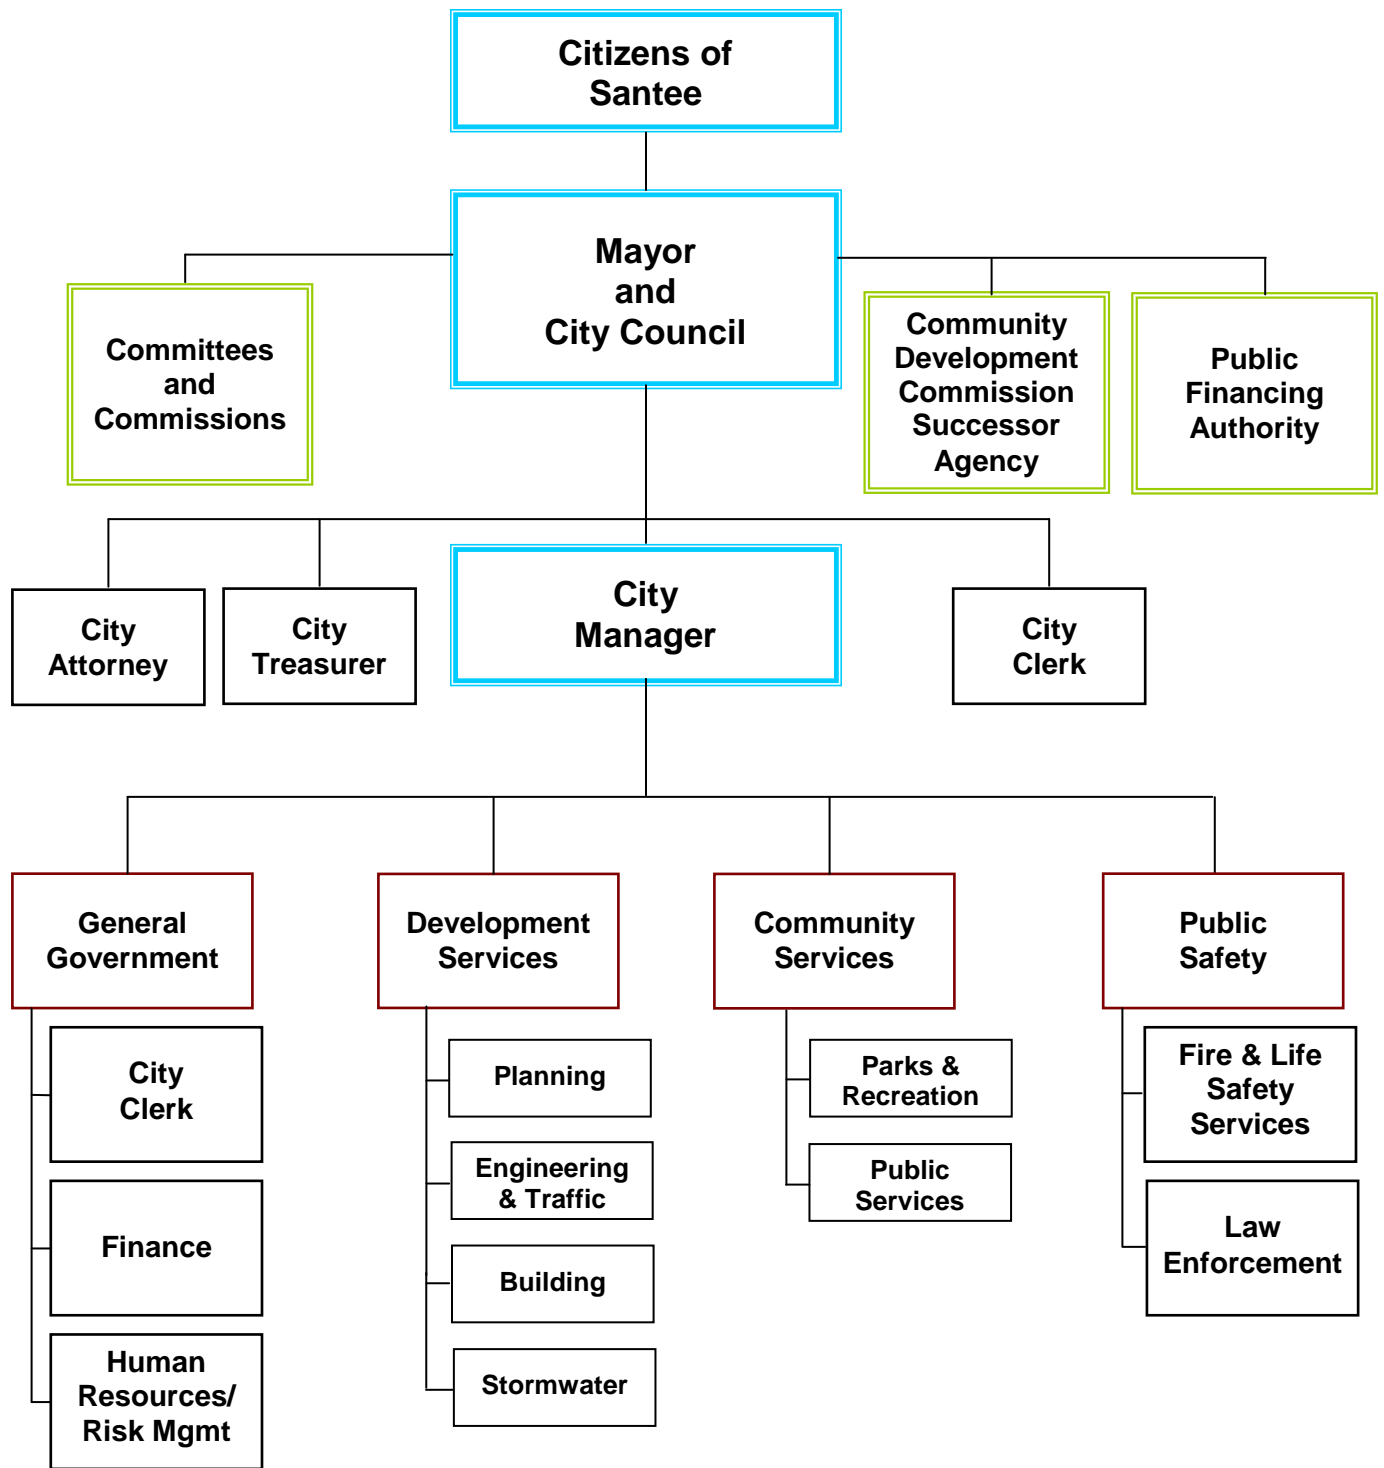 Citizens of
Santee
Mayor
and
City Council
Committees
and
Commissions
Community
Development
Commission
Successor
Agency
Public
Financing
Authority
City
Attorney
City
Treasurer
City
Manager
City
Clerk
General
Government
Development
Services
Community
Services
Public
Safety
City
Clerk
Finance
Human
Resources/
Risk Mgmt
Planning
Engineering
& Traffic
Building
Stormwater
Parks &
Recreation
Public
Services
Fire & Life
Safety
Services
Law
Enforcement